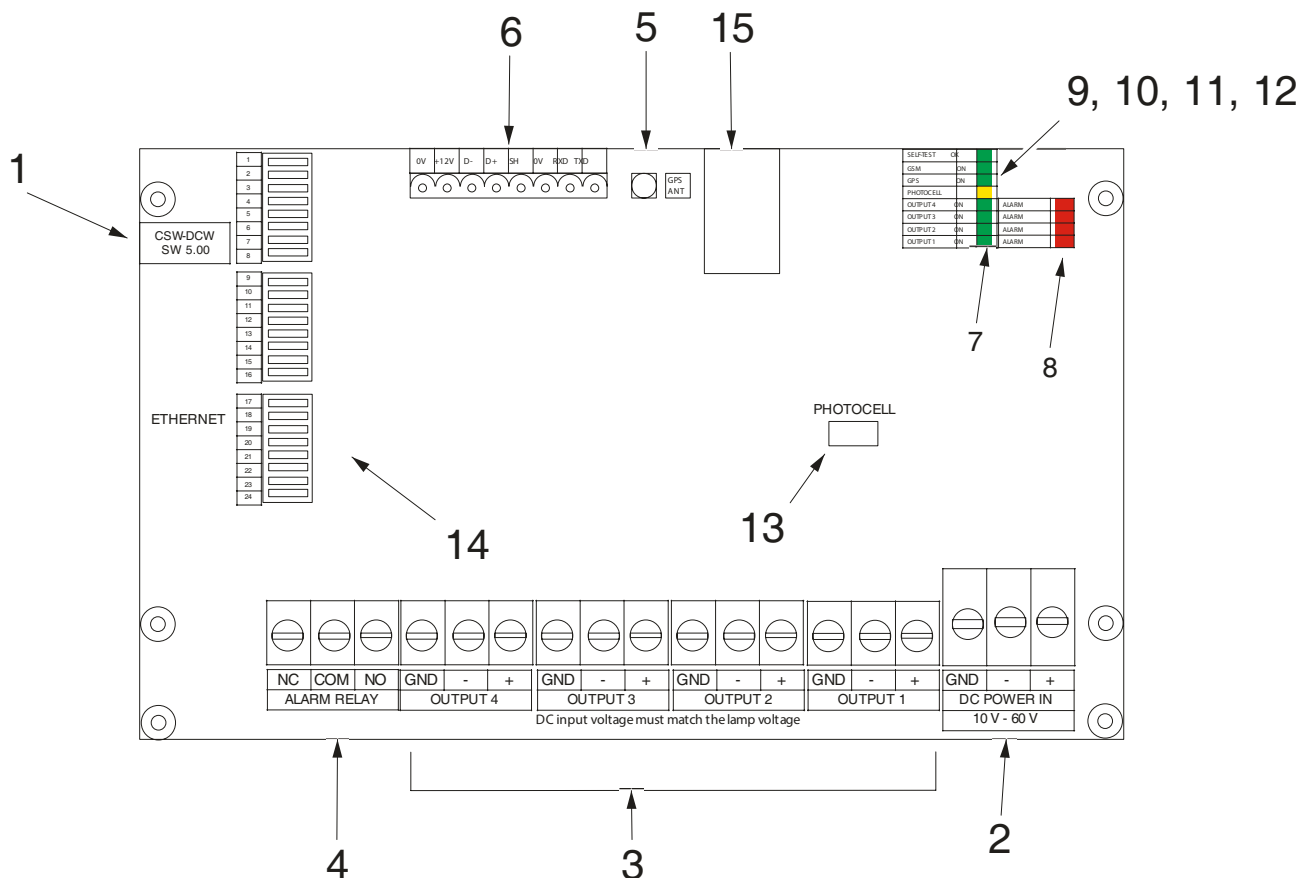 6
5
15
9, 10, 11, 12
1
1
2
3
4
5
6
7
8
CSW-DCW
SW 5.00
0V +12V D- D+ SH 0V RXD TXD
GPS
ANT
SELF-TEST OK
GSM ON
GPS ON
PHOTOCELL
OUTPUT 4 ON ALARM
OUTPUT 3 ON ALARM
OUTPUT 2 ON ALARM
OUTPUT 1 ON ALARM
7
8
9
10
11
12
13
14
15
16
ETHERNET
17
18
19
20
21
22
23
24
14
PHOTOCELL
13
NC COM NO GND - + GND - + GND - + GND - + GND - +
ALARM RELAY OUTPUT 4 OUTPUT 3 OUTPUT 2 OUTPUT 1 DC POWER IN
DC input voltage must match the lamp voltage
10 V - 60 V
4
3
2